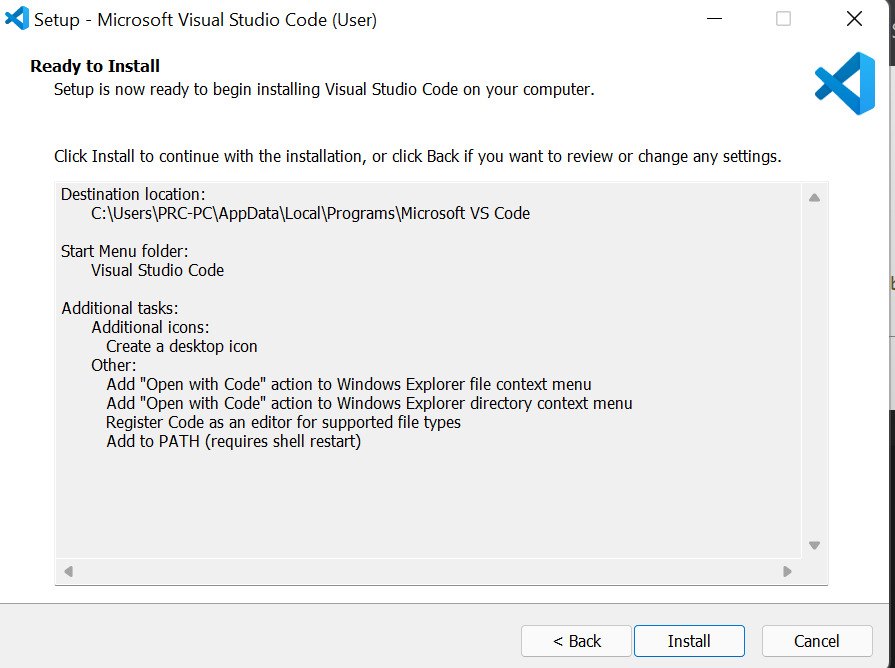 Setup - Microsoft Visual Studio Code (User)
Ready to Install
Setup is now ready to begin installing Visual Studio Code on your computer.
Click Install to continue with the installation, or click Back if you want to review or change any settings.
Destination location:
C:\Users\PRC-PC\AppData\Local\Programs\Microsoft VS Code
Start Menu folder:
Visual Studio Code
Additional tasks:
Additional icons:
Create a desktop icon
Other:
Add "Open with Code" action to Windows Explorer file context menu
Add "Open with Code" action to Windows Explorer directory context menu
Register Code as an editor for supported file types
Add to PATH (requires shell restart)
< Back Install Cancel